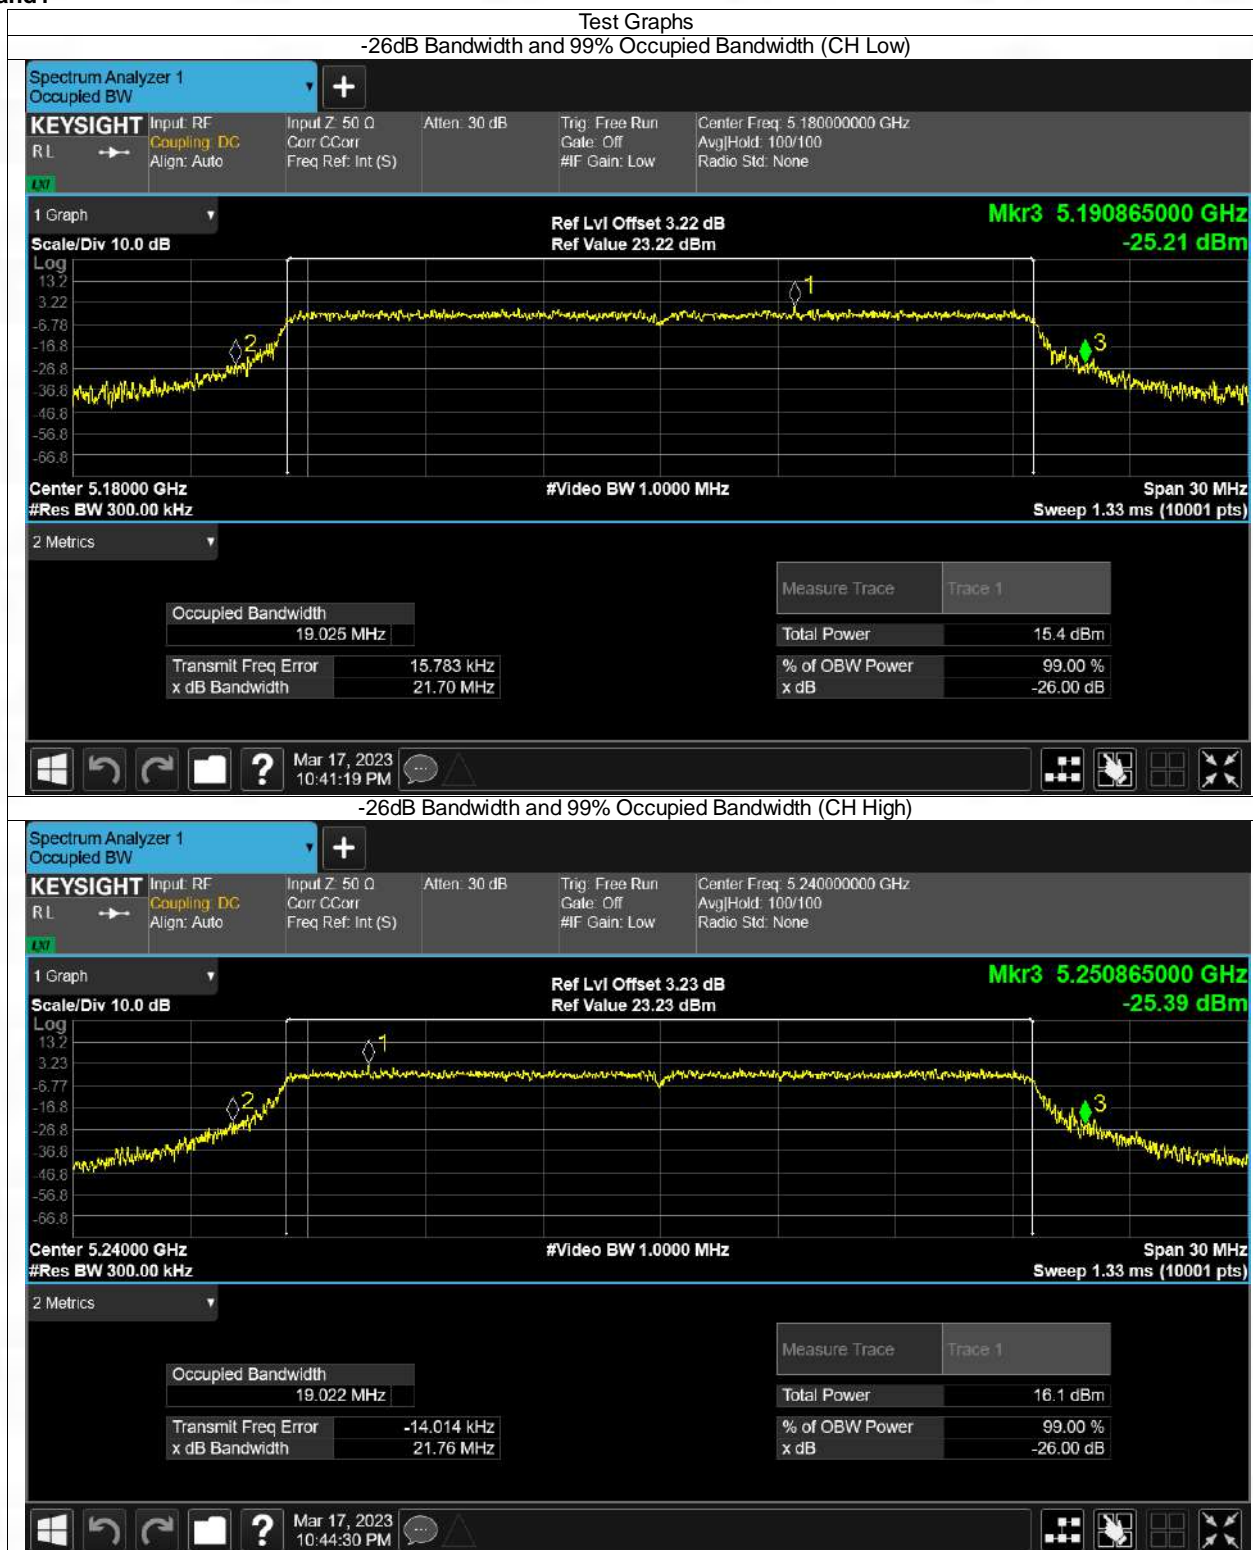 Test Graphs
-26dB Bandwidth and 99% Occupied Bandwidth (CH Low)
Spectrum Analyzer 1
Occupied BW
+
KEYSIGHT
RL
LXI
Input: RF
Coupling: DC
Align: Auto
Input Z: 50 Ω
Corr CCorr
Freq Ref: Int (S)
Atten: 30 dB
Trig: Free Run
Gate: Off
#IF Gain: Low
Center Freq: 5.180000000 GHz
Avg|Hold: 100/100
Radio Std: None
1 Graph
Scale/Div 10.0 dB
Ref Lvl Offset 3.22 dB
Ref Value 23.22 dBm
Mkr3 5.190865000 GHz
-25.21 dBm
Log
13.2
3.22
-6.78
-16.8
-26.8
-36.8
-46.8
-56.8
-66.8
1
2
3
Center 5.18000 GHz
#Res BW 300.00 kHz
#Video BW 1.0000 MHz
Span 30 MHz
Sweep 1.33 ms (10001 pts)
2 Metrics
Measure Trace Trace 1
Occupied Bandwidth
19.025 MHz
Total Power 15.4 dBm
Transmit Freq Error 15.783 kHz
% of OBW Power 99.00 %
x dB Bandwidth 21.70 MHz
x dB -26.00 dB
?
Mar 17, 2023
10:41:19 PM
-26dB Bandwidth and 99% Occupied Bandwidth (CH High)
Spectrum Analyzer 1
Occupied BW
+
KEYSIGHT
RL
LXI
Input: RF
Coupling: DC
Align: Auto
Input Z: 50 Ω
Corr CCorr
Freq Ref: Int (S)
Atten: 30 dB
Trig: Free Run
Gate: Off
#IF Gain: Low
Center Freq: 5.240000000 GHz
Avg|Hold: 100/100
Radio Std: None
1 Graph
Scale/Div 10.0 dB
Ref Lvl Offset 3.23 dB
Ref Value 23.23 dBm
Mkr3 5.250865000 GHz
-25.39 dBm
Log
13.2
3.23
-6.77
-16.8
-26.8
-36.8
-46.8
-56.8
-66.8
1
2
3
Center 5.24000 GHz
#Res BW 300.00 kHz
#Video BW 1.0000 MHz
Span 30 MHz
Sweep 1.33 ms (10001 pts)
2 Metrics
Measure Trace Trace 1
Occupied Bandwidth
19.022 MHz
Total Power 16.1 dBm
Transmit Freq Error -14.014 kHz
% of OBW Power 99.00 %
x dB Bandwidth 21.76 MHz
x dB -26.00 dB
?
Mar 17, 2023
10:44:30 PM